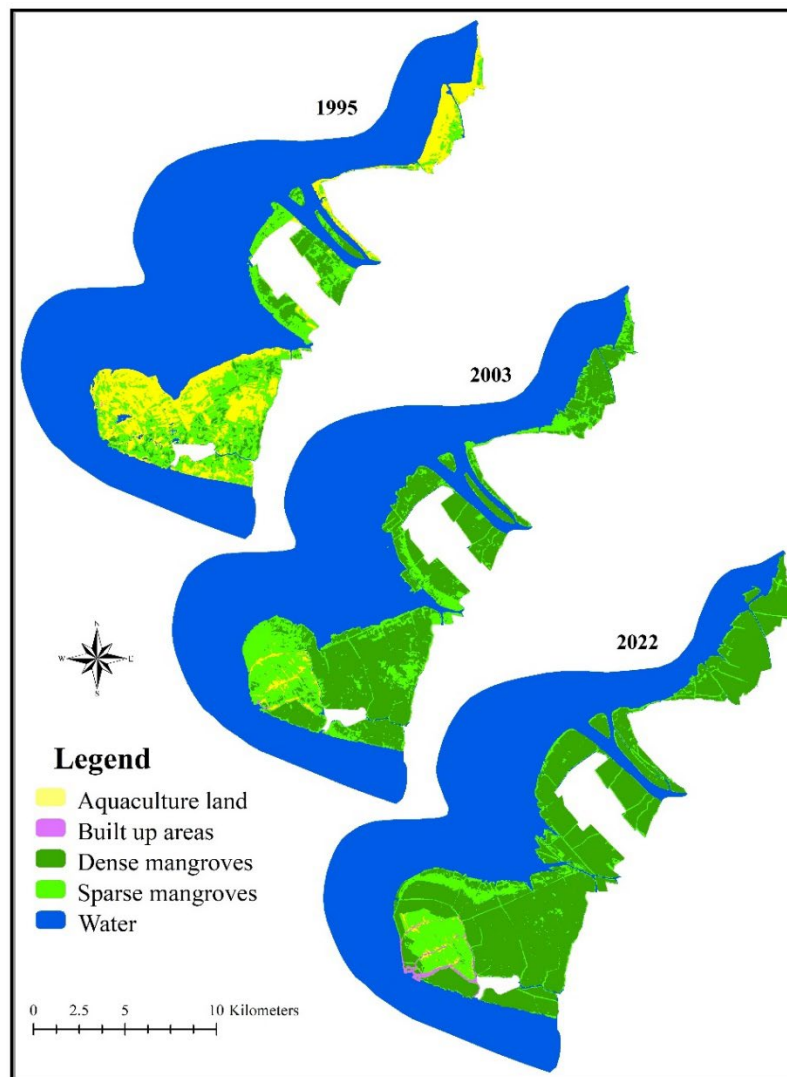 1995
2003
2022
N
W
E
S
Legend
Aquaculture land
Built up areas
Dense mangroves
Sparse mangroves
Water
0 2.5 5 10 Kilometers